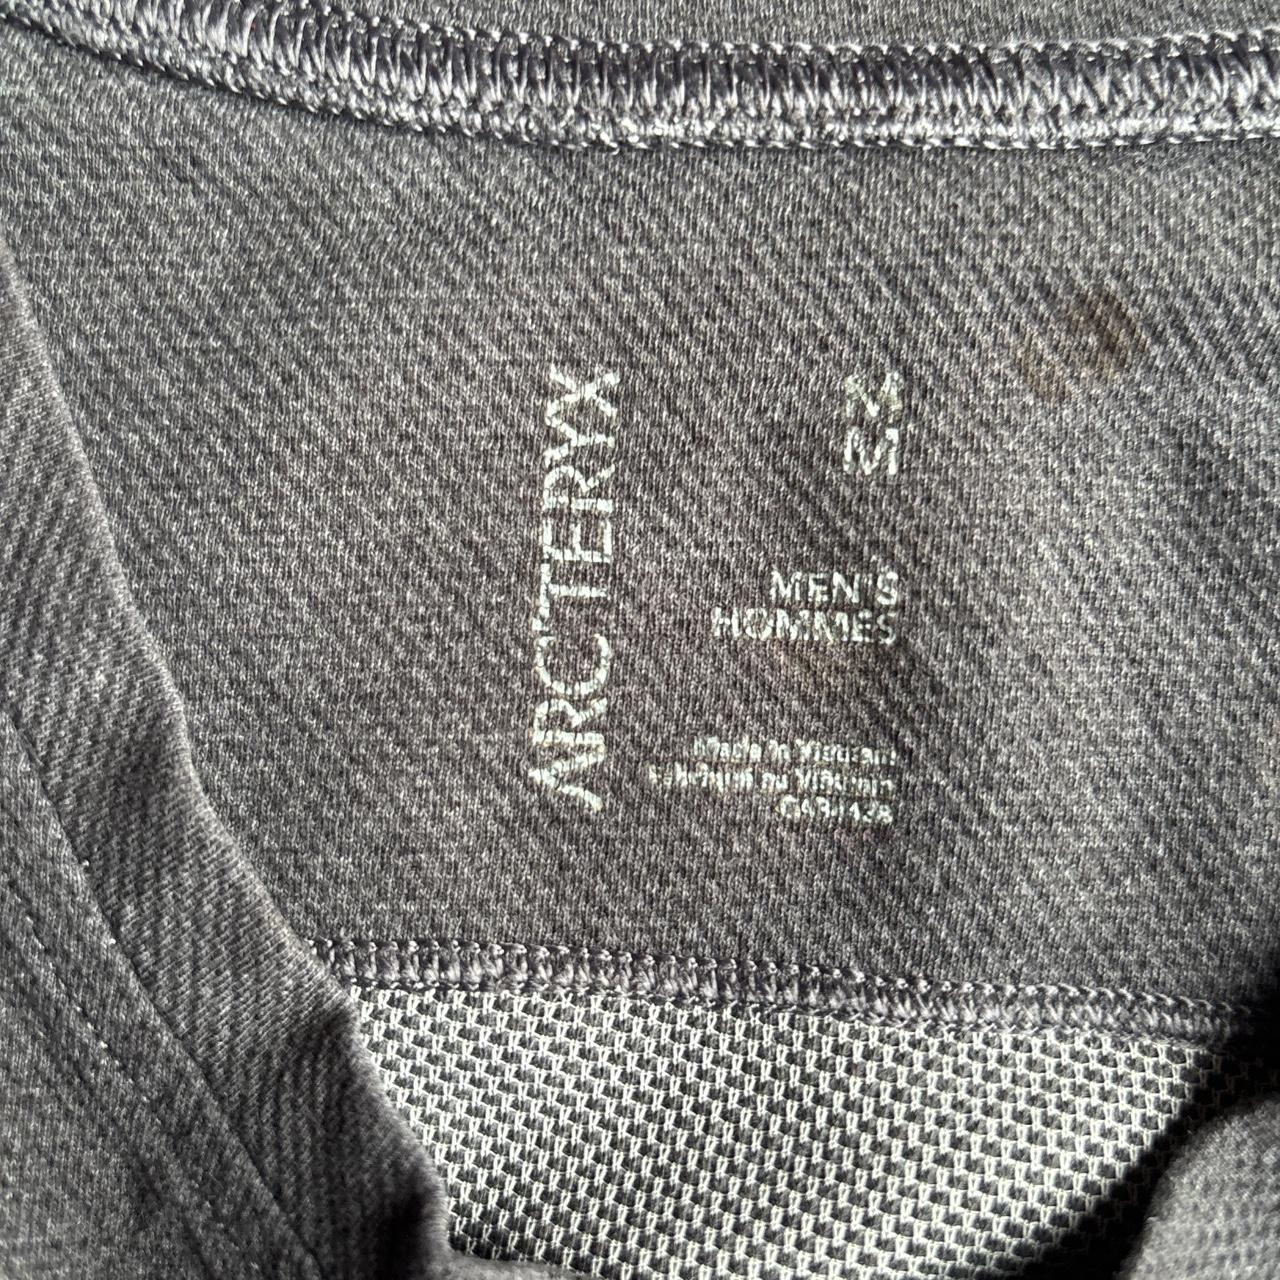 ARC'TERYX
M
M
MEN'S
HOMMES
Made in Vietnam
Fabriqué au Vietnam